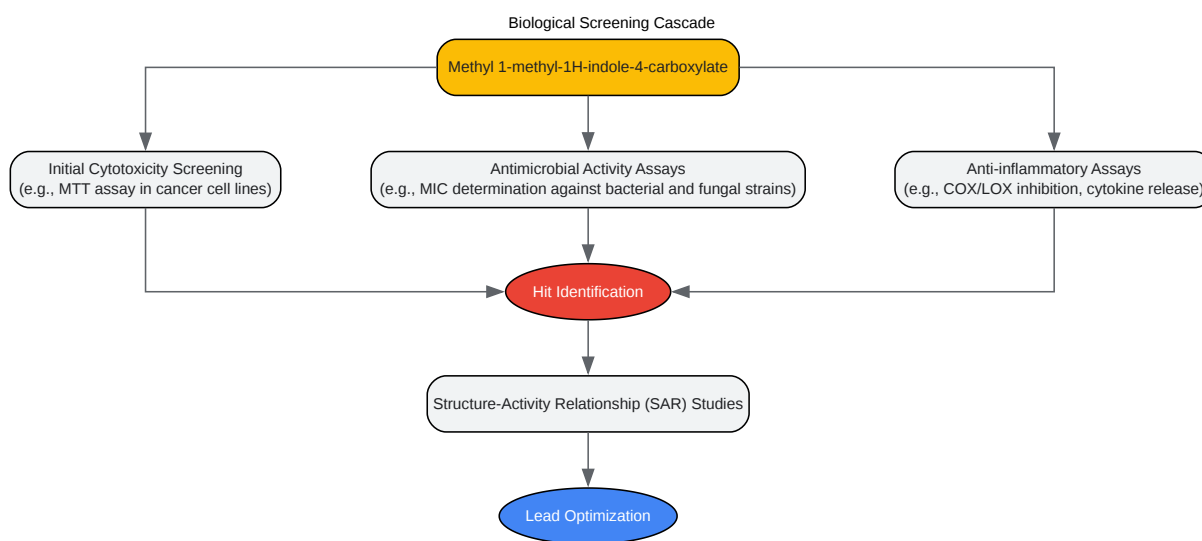 Biological Screening Cascade
Methyl 1-methyl-1H-indole-4-carboxylate
Initial Cytotoxicity Screening
(e.g., MTT assay in cancer cell lines)
Antimicrobial Activity Assays
(e.g., MIC determination against bacterial and fungal strains)
Anti-inflammatory Assays
(e.g., COX/LOX inhibition, cytokine release)
Hit Identification
Structure-Activity Relationship (SAR) Studies
Lead Optimization